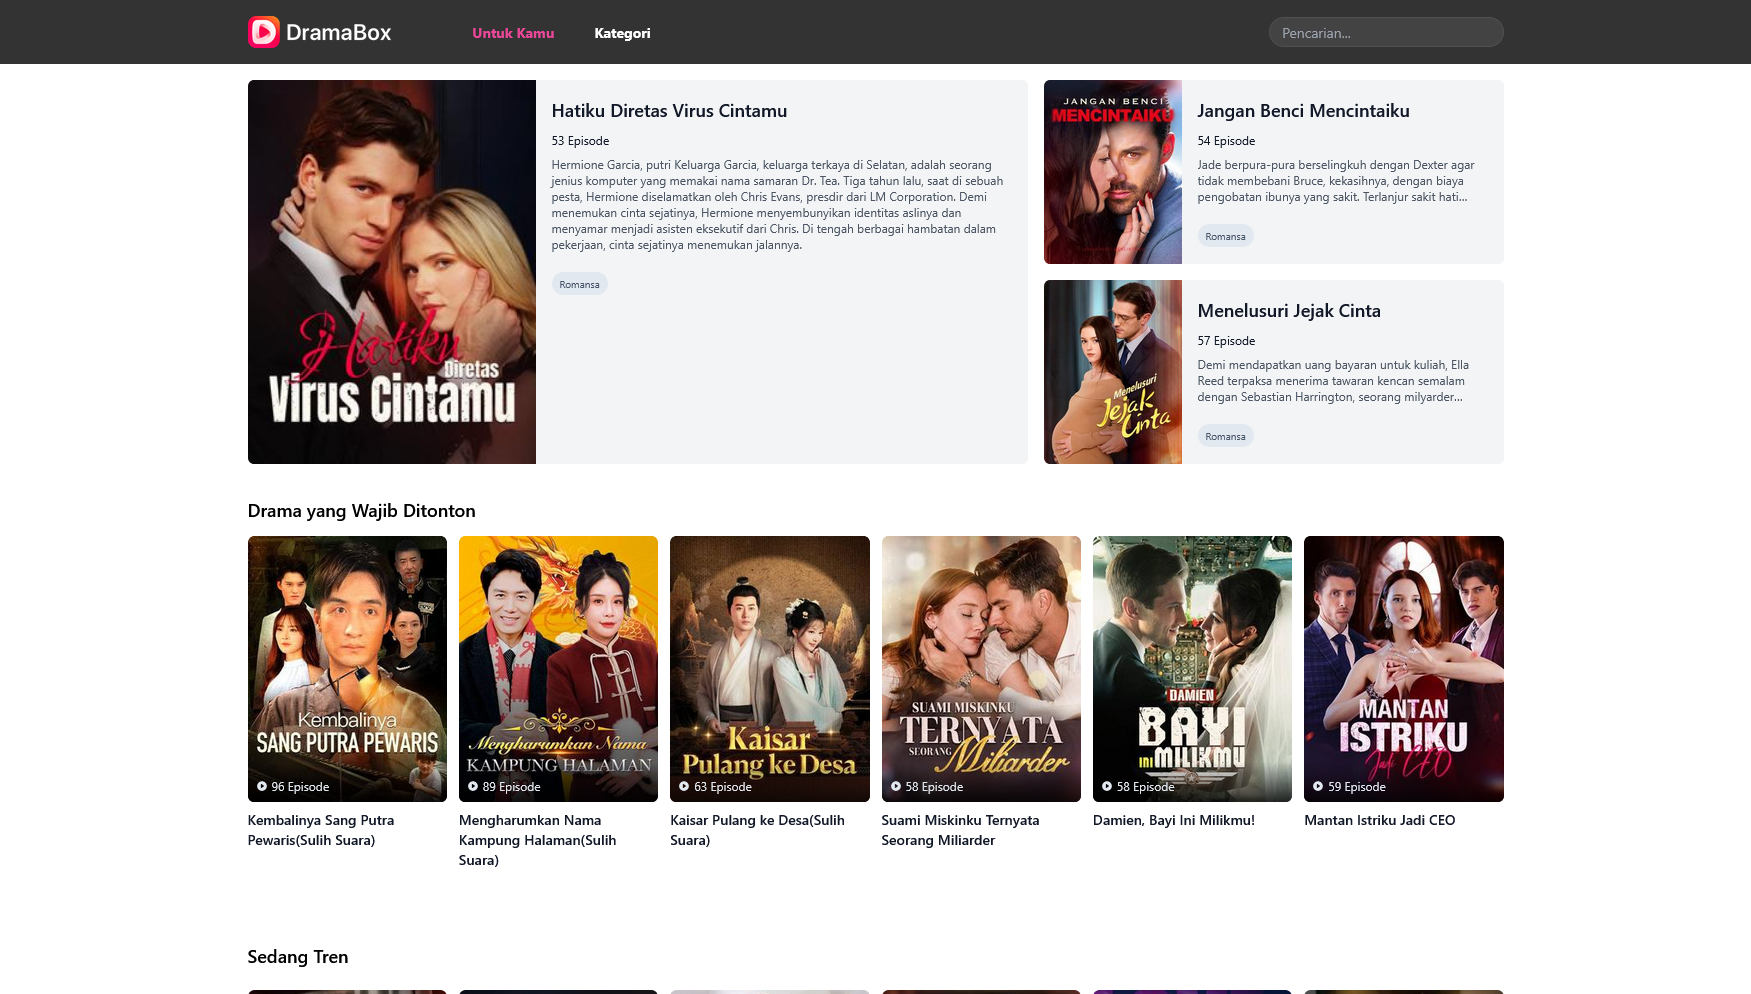 DramaBox
Untuk Kamu
Kategori
Pencarian...
Hatiku
Diretas
Virus Cintamu
Hatiku Diretas Virus Cintamu
53 Episode
Hermione Garcia, putri Keluarga Garcia, keluarga terkaya di Selatan, adalah seorang
jenius komputer yang memakai nama samaran Dr. Tea. Tiga tahun lalu, saat di sebuah
pesta, Hermione diselamatkan oleh Chris Evans, presdir dari LM Corporation. Demi
menemukan cinta sejatinya, Hermione menyembunyikan identitas aslinya dan
menyamar menjadi asisten eksekutif dari Chris. Di tengah berbagai hambatan dalam
pekerjaan, cinta sejatinya menemukan jalannya.
Romansa
JANGAN BENCI
MENCINTAIKU
Jangan Benci Mencintaiku
54 Episode
Jade berpura-pura berselingkuh dengan Dexter agar
tidak membebani Bruce, kekasihnya, dengan biaya
pengobatan ibunya yang sakit. Terlanjur sakit hati...
Romansa
Menelusuri
Jejak
Cinta
Menelusuri Jejak Cinta
57 Episode
Demi mendapatkan uang bayaran untuk kuliah, Ella
Reed terpaksa menerima tawaran kencan semalam
dengan Sebastian Harrington, seorang milyarder...
Romansa
Drama yang Wajib Ditonton
Kembalinya
SANG PUTRA PEWARIS
96 Episode
Kembalinya Sang Putra
Pewaris(Sulih Suara)
Mengharumkan Nama
KAMPUNG HALAMAN
89 Episode
Mengharumkan Nama
Kampung Halaman(Sulih
Suara)
Kaisar
Pulang ke Desa
63 Episode
Kaisar Pulang ke Desa(Sulih
Suara)
SUAMI MISKINKU
TERNYATA
SEORANG Miliarder
58 Episode
Suami Miskinku Ternyata
Seorang Miliarder
DAMIEN
BAYI
INI MILIKMU
58 Episode
Damien, Bayi Ini Milikmu!
MANTAN
ISTRIKU
Jadi CEO
59 Episode
Mantan Istriku Jadi CEO
Sedang Tren